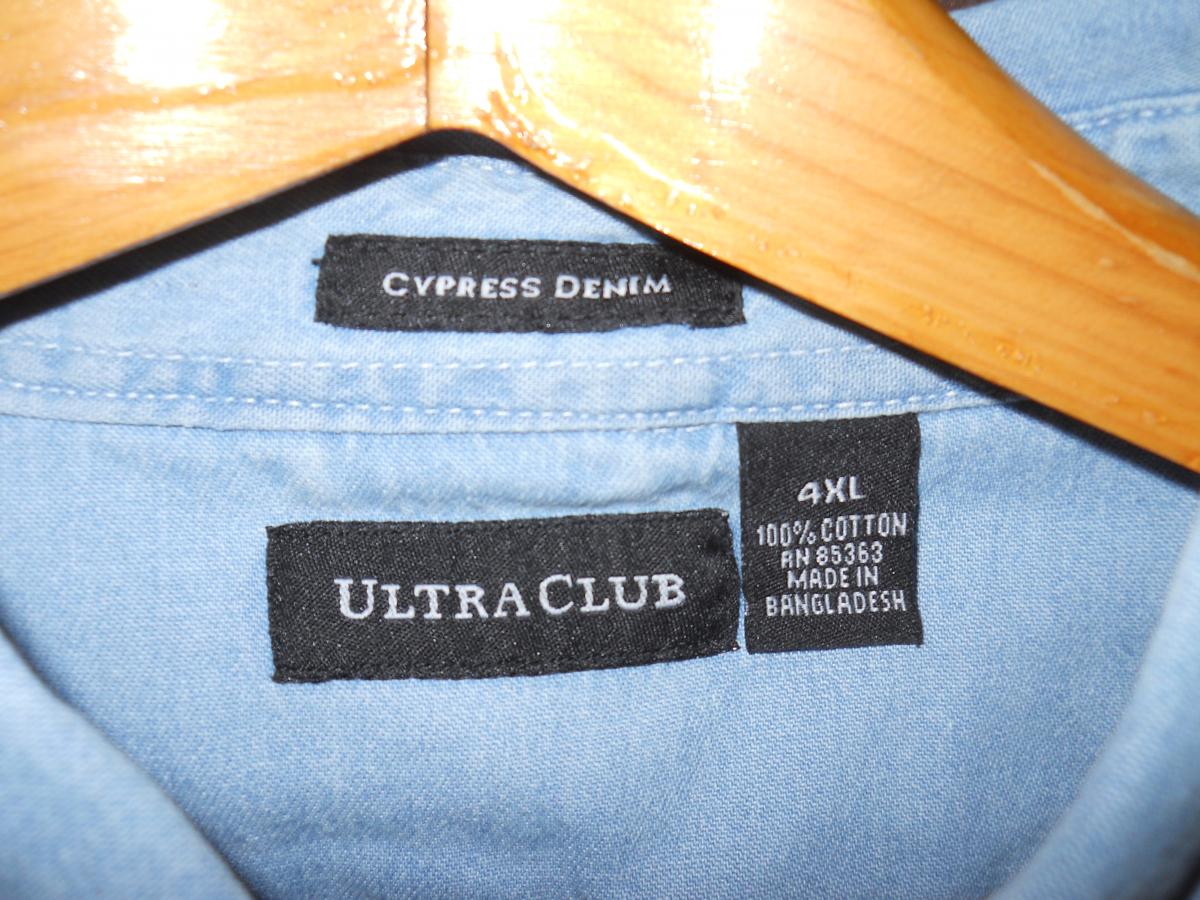 CYPRESS DENIM
ULTRACLUB
4XL
100% COTTON
RN 85363
MADE IN
BANGLADESH